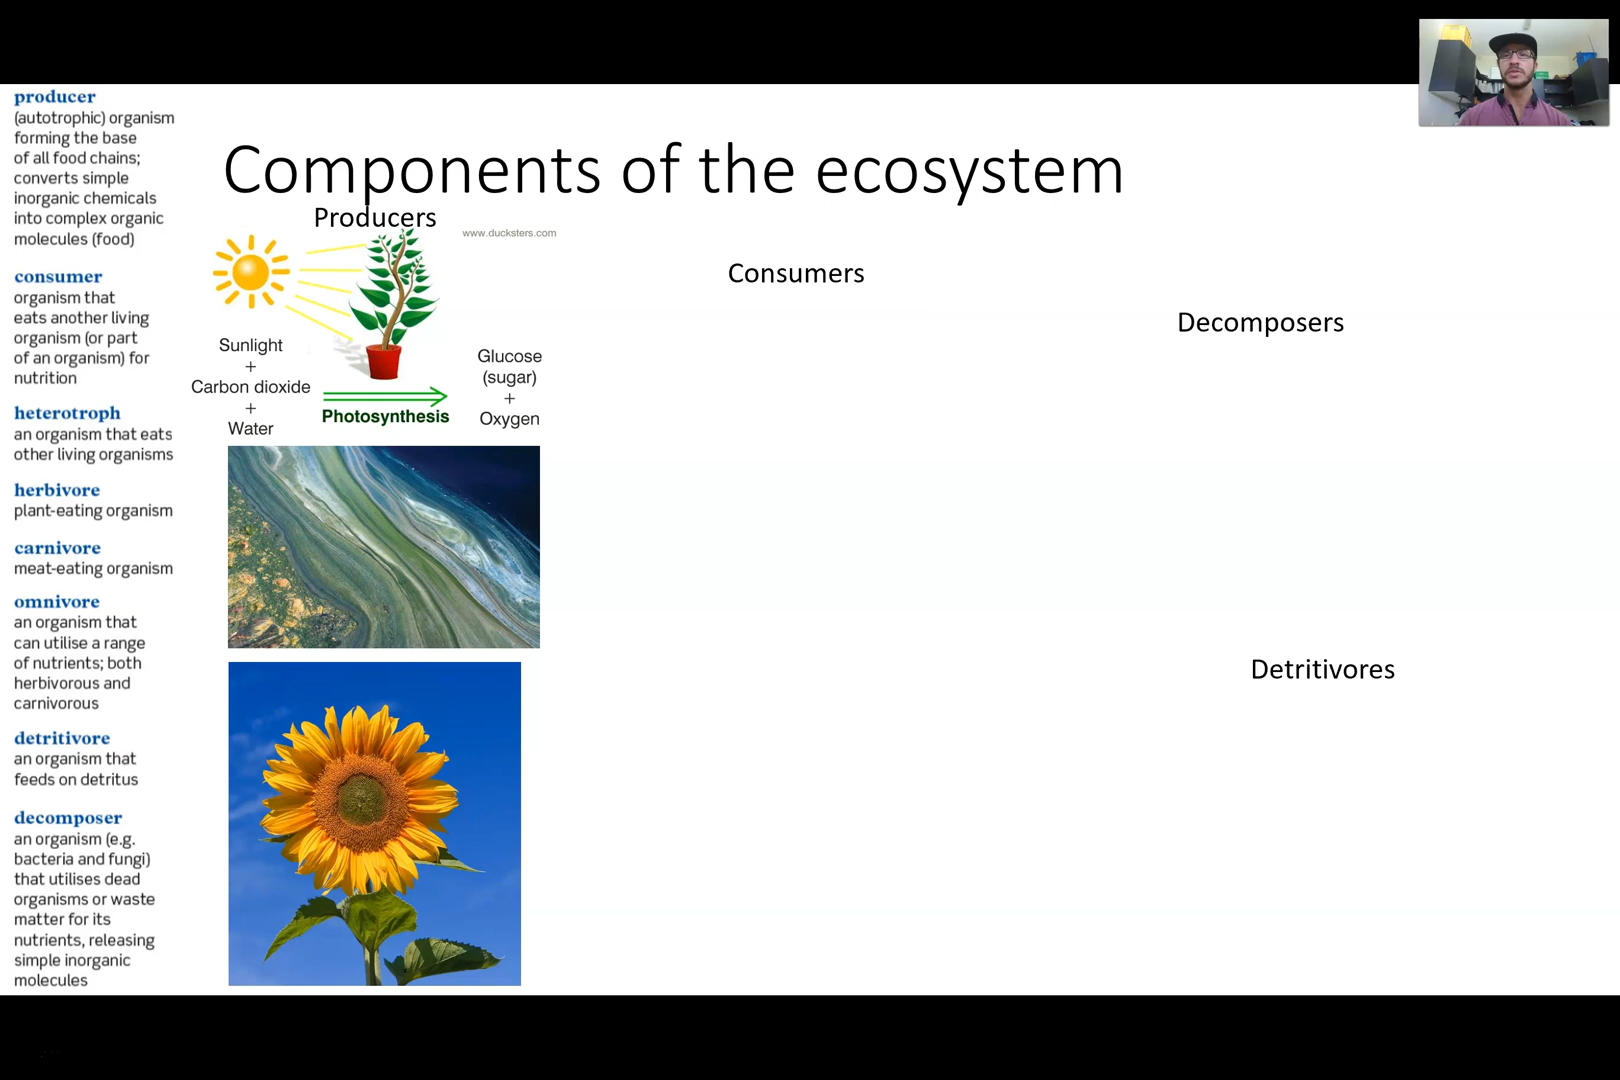 producer
(autotrophic) organism
forming the base
of all food chains;
converts simple
inorganic chemicals
into complex organic
molecules (food)
consumer
organism that
eats another living
organism (or part
of an organism) for
nutrition
heterotroph
an organism that eats
other living organisms
herbivore
plant-eating organism
carnivore
meat-eating organism
omnivore
an organism that
can utilise a range
of nutrients; both
herbivorous and
carnivorous
detritivore
an organism that
feeds on detritus
decomposer
an organism (e.g.
bacteria and fungi)
that utilises dead
organisms or waste
matter for its
nutrients, releasing
simple inorganic
molecules
Components of the ecosystem
Producers
www.ducksters.com
Sunlight
+
Carbon dioxide
+
Water
Photosynthesis
Glucose
(sugar)
+
Oxygen
Consumers
Decomposers
Detritivores